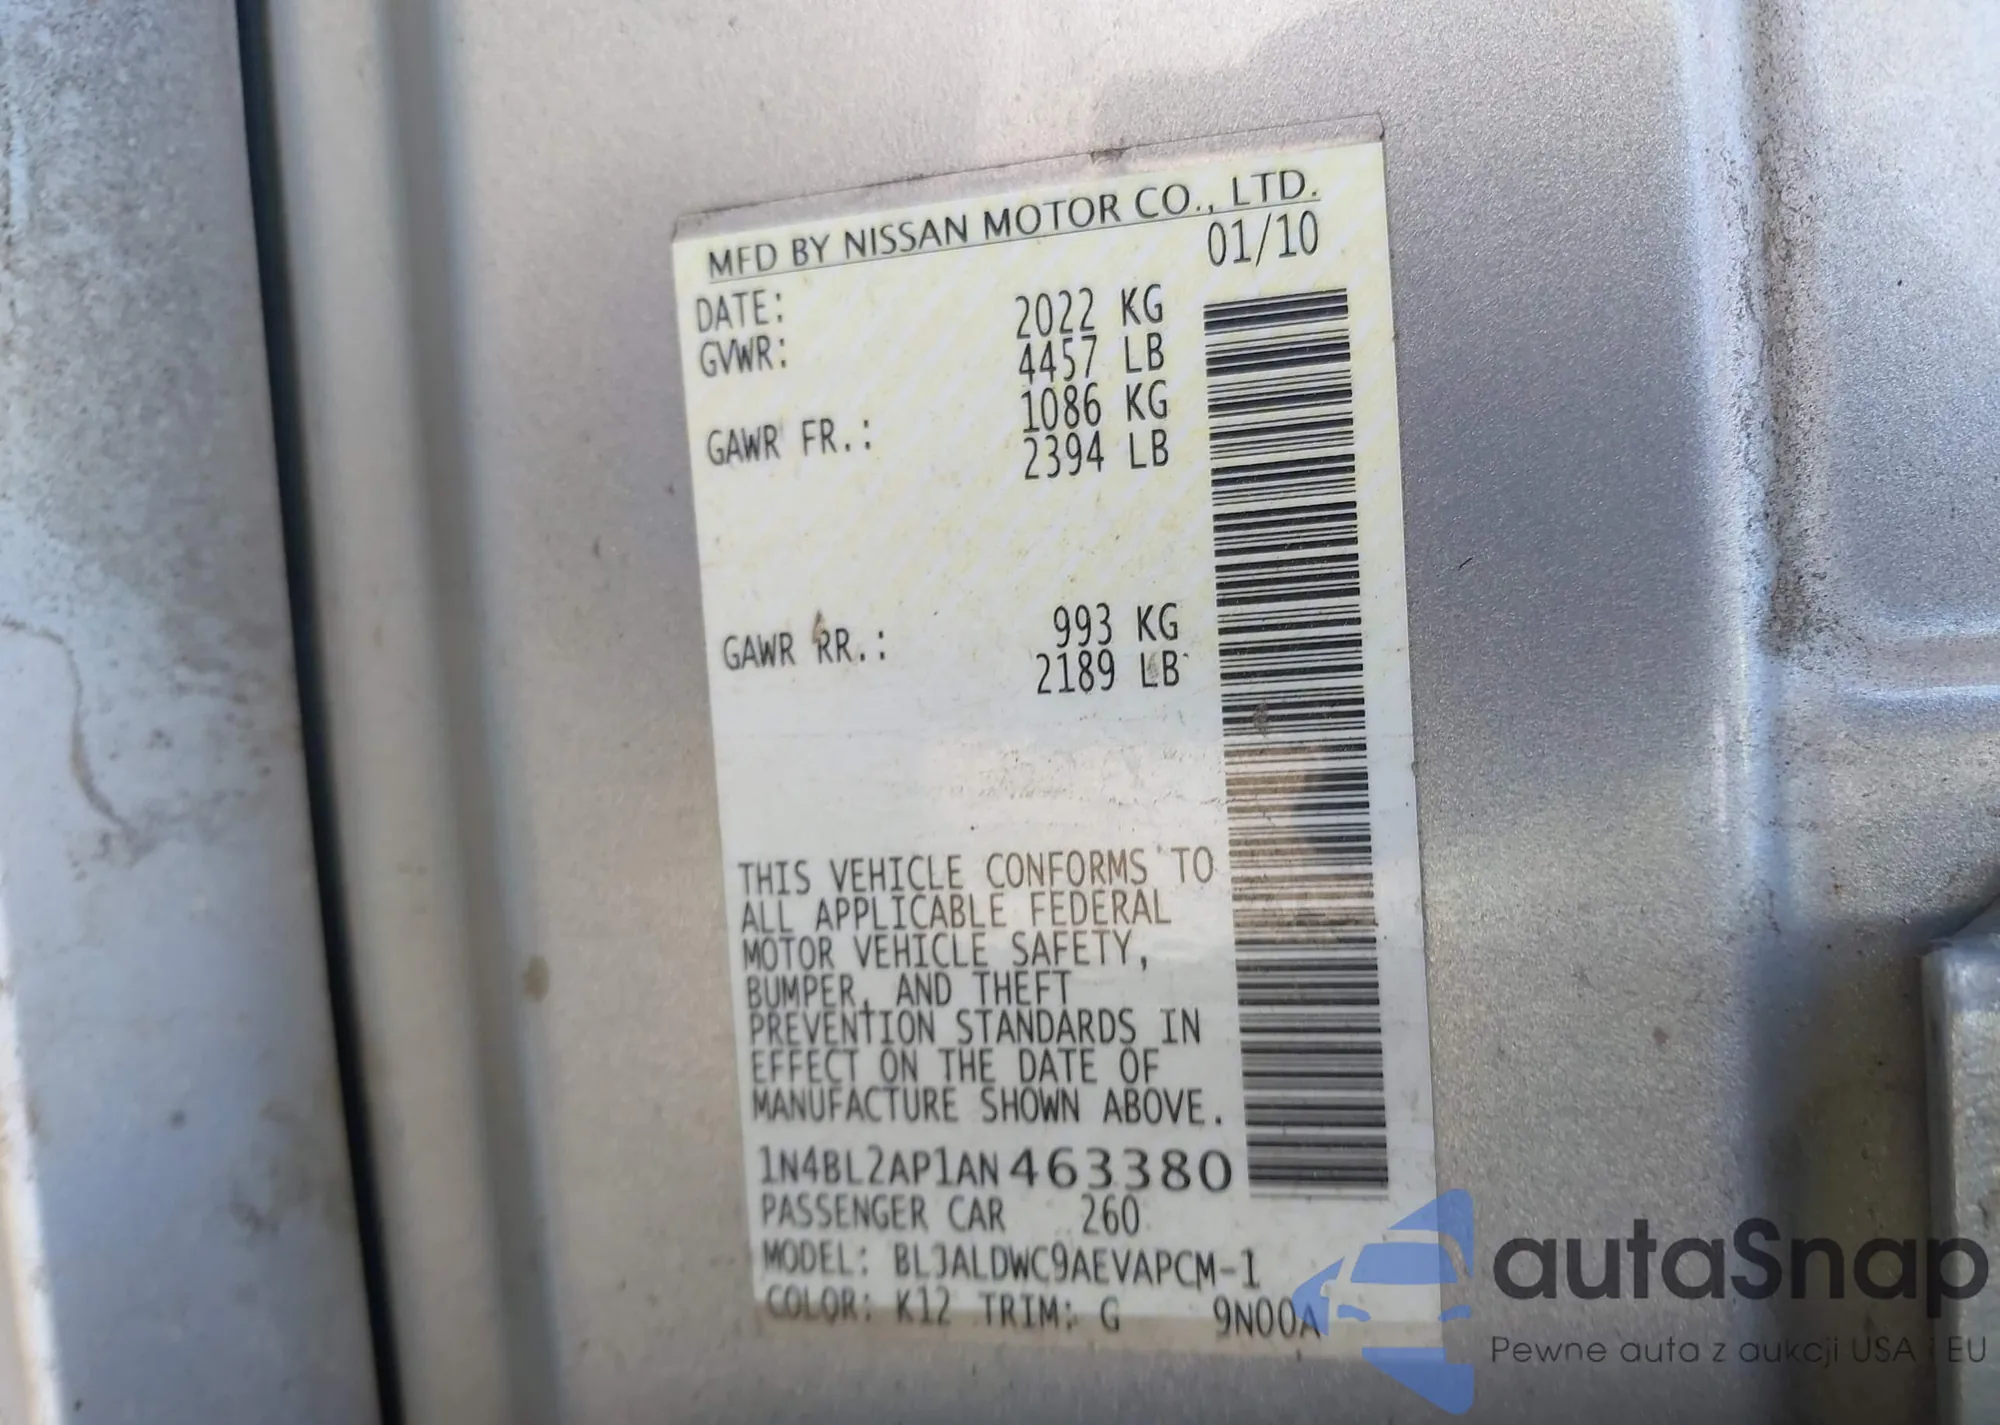 MFD BY NISSAN MOTOR CO., LTD.
DATE: 01/10
GVWR: 2022 KG
4457 LB
GAWR FR.: 1086 KG
2394 LB
GAWR RR.: 993 KG
2189 LB
THIS VEHICLE CONFORMS TO
ALL APPLICABLE FEDERAL
MOTOR VEHICLE SAFETY,
BUMPER, AND THEFT
PREVENTION STANDARDS IN
EFFECT ON THE DATE OF
MANUFACTURE SHOWN ABOVE.
1N4BL2AP1AN463380
PASSENGER CAR 260
MODEL: BL3ALDWC9AEVAPCM-1
COLOR: K12 TRIM: G 9N00A
autaSnap
Pewne auta z aukcji USA i EU